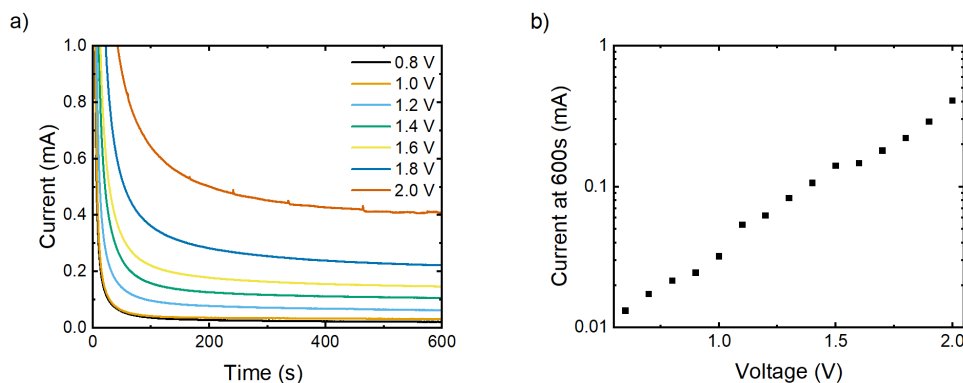 a)
Current (mA)
1.0
0.8
0.6
0.4
0.2
0.0
0
200
400
600
Time (s)
0.8 V
1.0 V
1.2 V
1.4 V
1.6 V
1.8 V
2.0 V
b)
Current at 600s (mA)
1
0.1
0.01
1.0
1.5
2.0
Voltage (V)